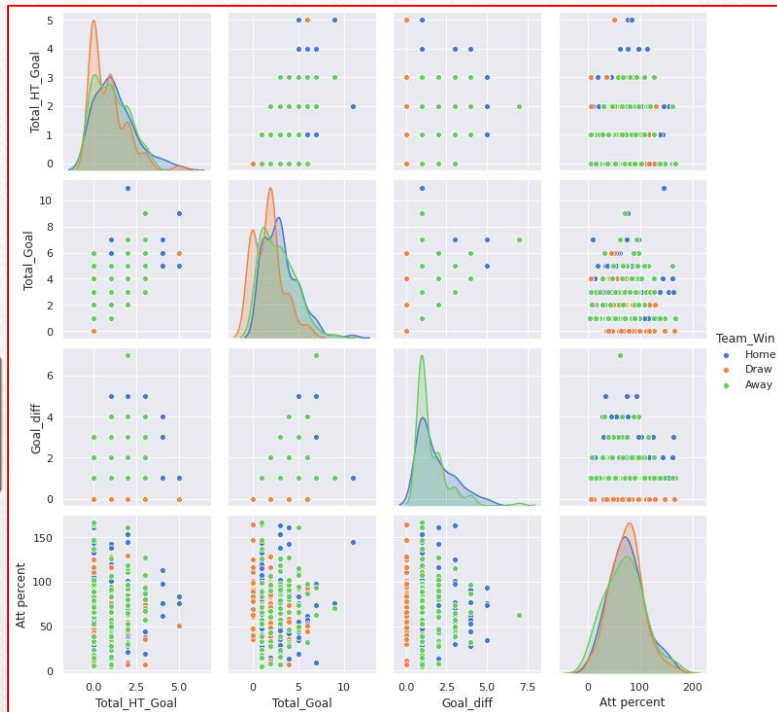 Total_HT_Goal
5
4
3
2
1
0
Total_Goal
10
8
6
4
2
0
Goal_diff
6
4
2
0
Att percent
150
100
50
0
0.0 2.5 5.0
Total_HT_Goal
0 5 10
Total_Goal
0.0 2.5 5.0 7.5
Goal_diff
0 100 200
Att percent
Team_Win
Home
Draw
Away